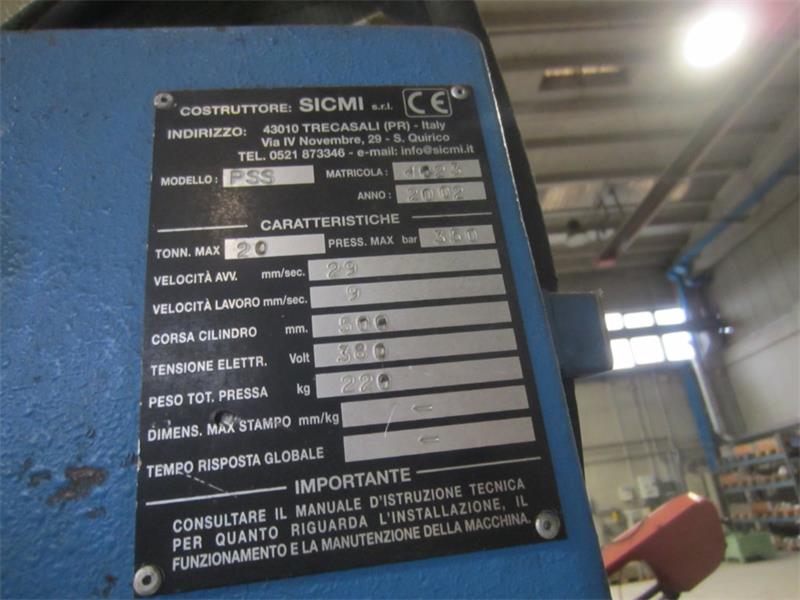 COSTRUTTORE: SICMI s.r.l. CE
INDIRIZZO: 43010 TRECASALI (PR) - Italy
Via IV Novembre, 29 - S. Quirico
TEL. 0521 873346 - e-mail: info@sicmi.it
MODELLO: PSS MATRICOLA: 4623
ANNO: 2002
CARATTERISTICHE
TONN. MAX 20 PRESS. MAX bar 350
VELOCITÀ AVV. mm/sec. 29
VELOCITÀ LAVORO mm/sec. 9
CORSA CILINDRO mm. 500
TENSIONE ELETTR. Volt 380
PESO TOT. PRESSA kg 220
DIMENS. MAX STAMPO mm/kg -
TEMPO RISPOSTA GLOBALE -
IMPORTANTE
CONSULTARE IL MANUALE D'ISTRUZIONE TECNICA
PER QUANTO RIGUARDA L'INSTALLAZIONE, IL
FUNZIONAMENTO E LA MANUTENZIONE DELLA MACCHINA.